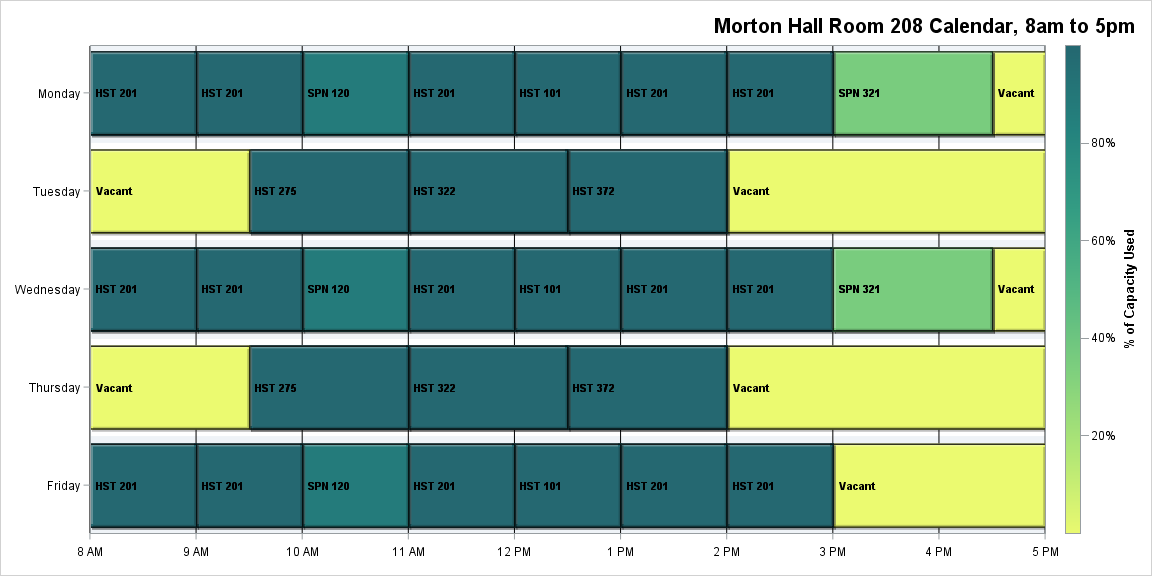 Morton Hall Room 208 Calendar, 8am to 5pm
Monday HST 201 HST 201 SPN 120 HST 201 HST 101 HST 201 HST 201 SPN 321 Vacant
80%
Tuesday Vacant HST 275 HST 322 HST 372 Vacant
60%
% of Capacity Used
Wednesday HST 201 HST 201 SPN 120 HST 201 HST 101 HST 201 HST 201 SPN 321 Vacant
40%
Thursday Vacant HST 275 HST 322 HST 372 Vacant
20%
Friday HST 201 HST 201 SPN 120 HST 201 HST 101 HST 201 HST 201 Vacant
8 AM 9 AM 10 AM 11 AM 12 PM 1 PM 2 PM 3 PM 4 PM 5 PM